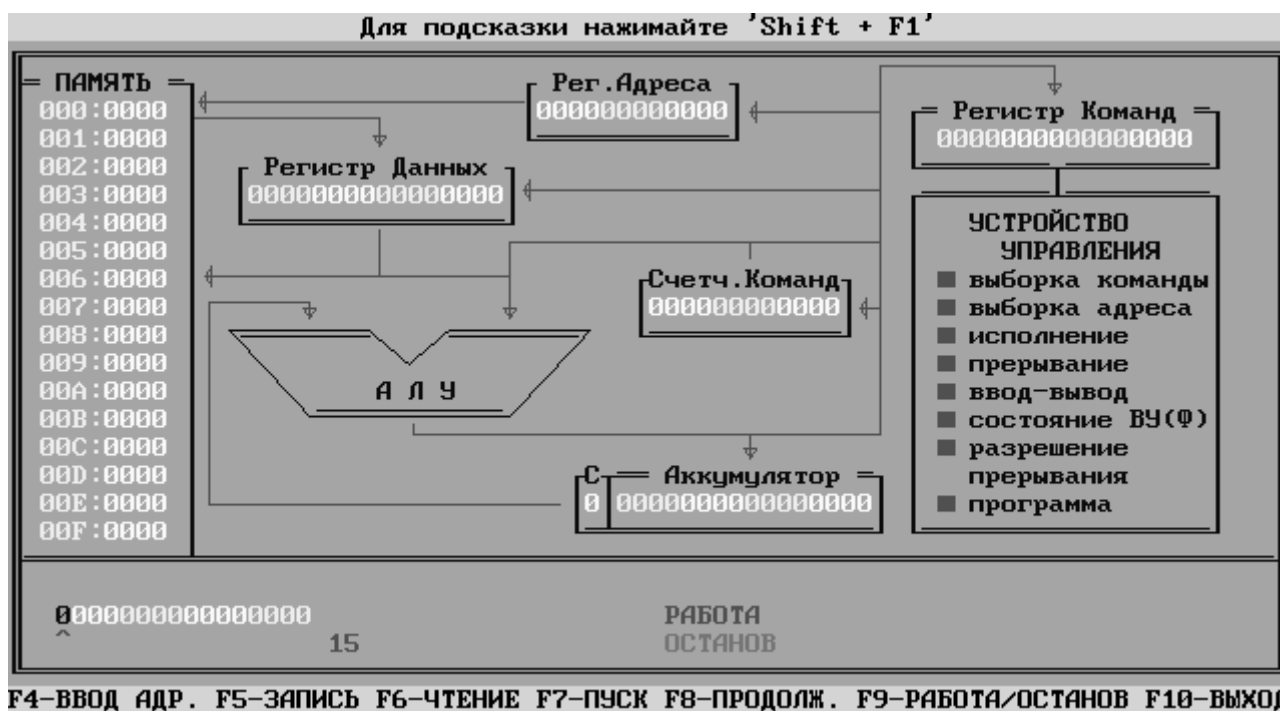 Для подсказки нажимайте 'Shift + F1'
ПАМЯТЬ
000:0000
001:0000
002:0000
003:0000
004:0000
005:0000
006:0000
007:0000
008:0000
009:0000
00A:0000
00B:0000
00C:0000
00D:0000
00E:0000
00F:0000
Рег.Адреса
000000000000
Регистр Команд
0000000000000000
Регистр Данных
0000000000000000
Счетч.Команд
000000000000
АЛУ
С Аккумулятор
0 0000000000000000
УСТРОЙСТВО
УПРАВЛЕНИЯ
выборка команды
выборка адреса
исполнение
прерывание
ввод-вывод
состояние ВУ(Ф)
разрешение
прерывания
программа
0000000000000000
^
15
РАБОТА
ОСТАНОВ
F4-ВВОД АДР. F5-ЗАПИСЬ F6-ЧТЕНИЕ F7-ПУСК F8-ПРОДОЛЖ. F9-РАБОТА/ОСТАНОВ F10-ВЫХОД